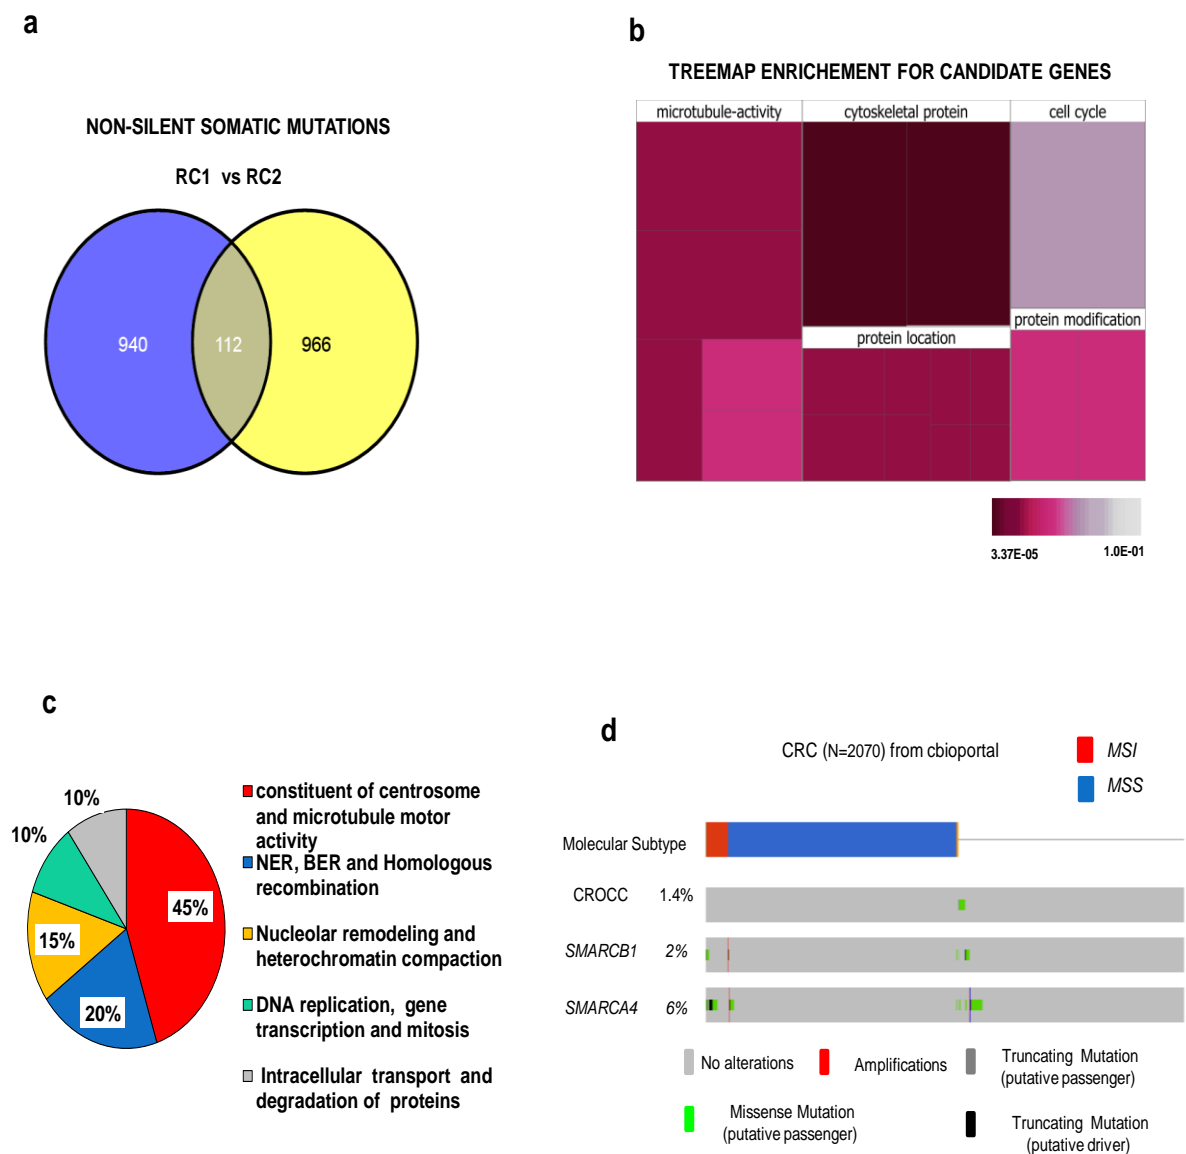 a
NON-SILENT SOMATIC MUTATIONS
RC1 vs RC2
940
112
966
b
TREEMAP ENRICHEMENT FOR CANDIDATE GENES
microtubule-activity
cytoskeletal protein
cell cycle
protein location
protein modification
3.37E-05
1.0E-01
c
10%
10%
15%
20%
45%
constituent of centrosome
and microtubule motor
activity
NER, BER and Homologous
recombination
Nucleolar remodeling and
heterochromatin compaction
DNA replication, gene
transcription and mitosis
Intracellular transport and
degradation of proteins
d
CRC (N=2070) from cbioportal
MSI
MSS
Molecular Subtype
CROCC 1.4%
SMARCB1 2%
SMARCA4 6%
No alterations
Amplifications
Truncating Mutation
(putative passenger)
Missense Mutation
(putative passenger)
Truncating Mutation
(putative driver)